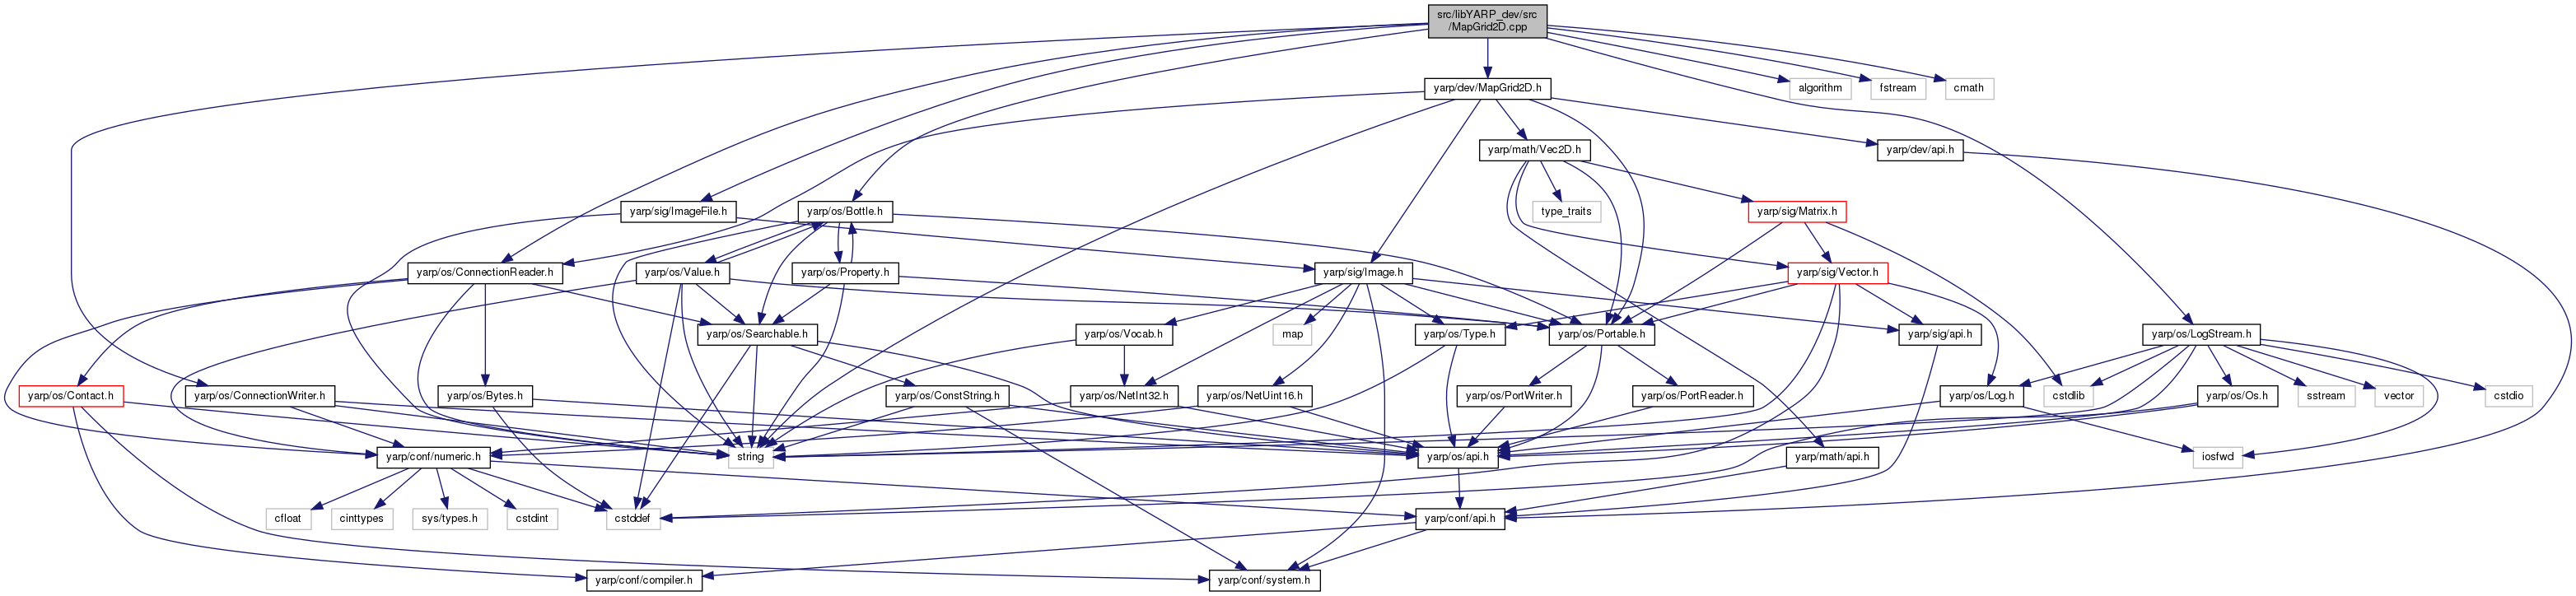 src/libYARP_dev/src
/MapGrid2D.cpp
yarp/dev/MapGrid2D.h
algorithm
fstream
cmath
yarp/math/Vec2D.h
yarp/dev/api.h
yarp/sig/ImageFile.h
yarp/os/Bottle.h
type_traits
yarp/sig/Matrix.h
yarp/os/ConnectionReader.h
yarp/os/Value.h
yarp/os/Property.h
yarp/sig/Image.h
yarp/sig/Vector.h
yarp/os/Searchable.h
yarp/os/Vocab.h
map
yarp/os/Type.h
yarp/os/Portable.h
yarp/sig/api.h
yarp/os/LogStream.h
yarp/os/Contact.h
yarp/os/ConnectionWriter.h
yarp/os/Bytes.h
yarp/os/ConstString.h
yarp/os/NetInt32.h
yarp/os/NetUint16.h
yarp/os/PortWriter.h
yarp/os/PortReader.h
yarp/os/Log.h
cstdlib
yarp/os/Os.h
sstream
vector
cstdio
yarp/conf/numeric.h
string
yarp/os/api.h
yarp/math/api.h
iosfwd
cfloat
cinttypes
sys/types.h
cstdint
cstddef
yarp/conf/api.h
yarp/conf/compiler.h
yarp/conf/system.h